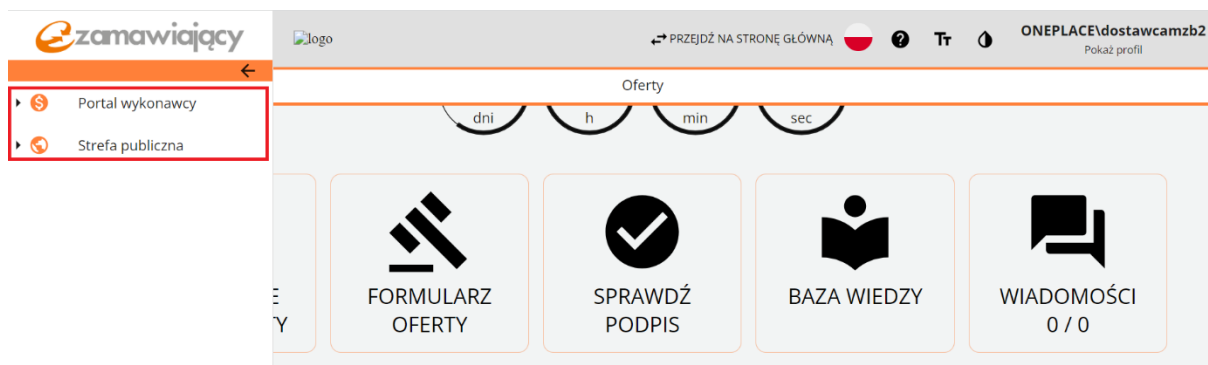 ezamawiający
logo
PRZEJDŹ NA STRONĘ GŁÓWNĄ
Tт
ONEPLACE\dostawcamzb2
Pokaż profil
Portal wykonawcy
Strefa publiczna
Oferty
dni h min sec
E
Y
FORMULARZ
OFERTY
SPRAWDŹ
PODPIS
BAZA WIEDZY
WIADOMOŚCI
0 / 0